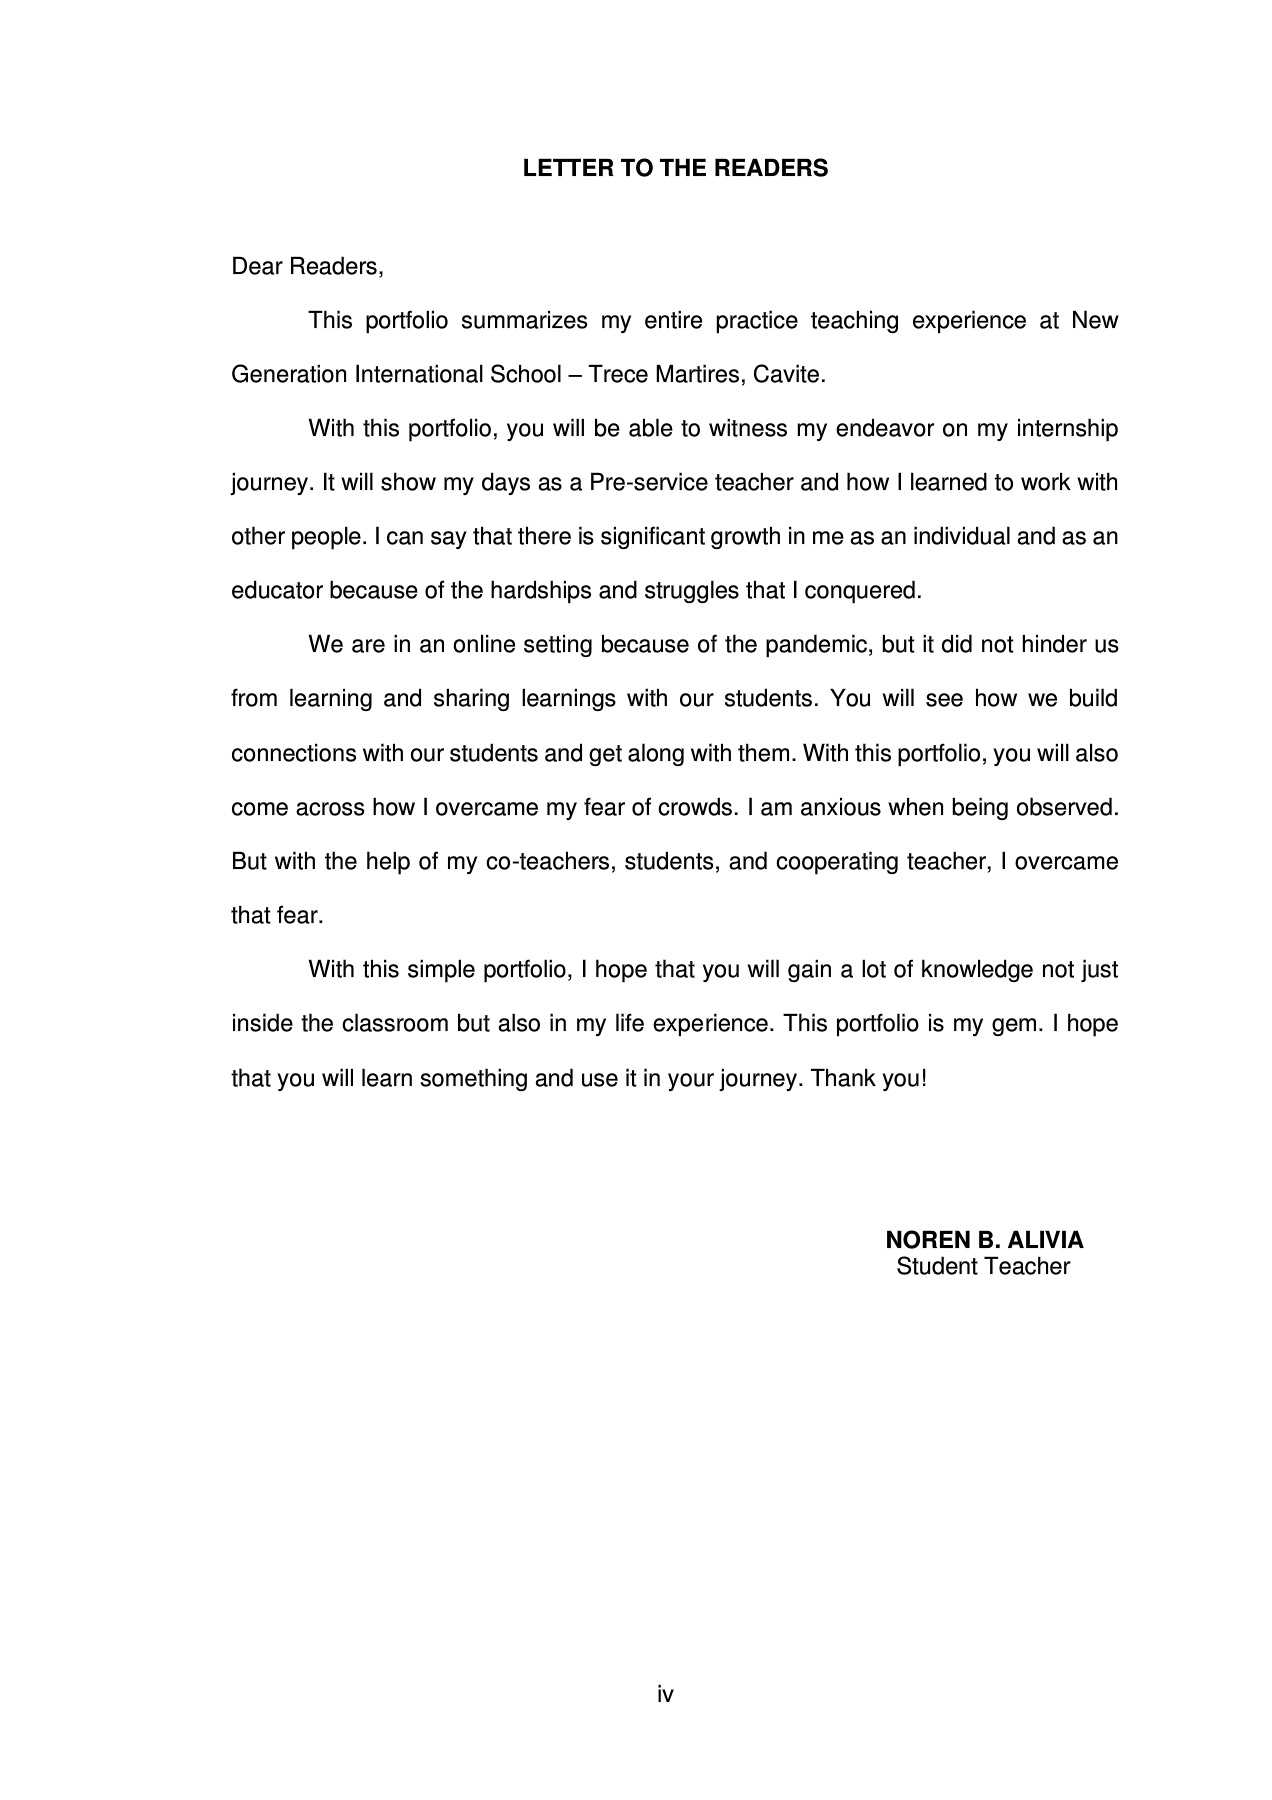 LETTER TO THE READERS
Dear Readers,
This portfolio summarizes my entire practice teaching experience at New
Generation International School – Trece Martires, Cavite.
With this portfolio, you will be able to witness my endeavor on my internship
journey. It will show my days as a Pre-service teacher and how I learned to work with
other people. I can say that there is significant growth in me as an individual and as an
educator because of the hardships and struggles that I conquered.
We are in an online setting because of the pandemic, but it did not hinder us
from learning and sharing learnings with our students. You will see how we build
connections with our students and get along with them. With this portfolio, you will also
come across how I overcame my fear of crowds. I am anxious when being observed.
But with the help of my co-teachers, students, and cooperating teacher, I overcame
that fear.
With this simple portfolio, I hope that you will gain a lot of knowledge not just
inside the classroom but also in my life experience. This portfolio is my gem. I hope
that you will learn something and use it in your journey. Thank you!
NOREN B. ALIVIA
Student Teacher
iv